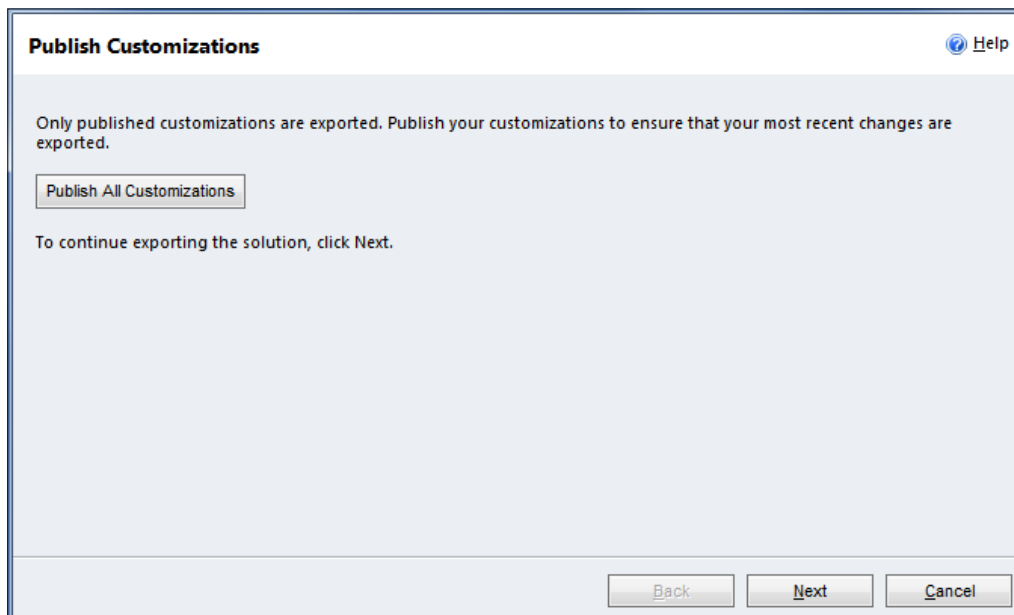 Publish Customizations
Help
Only published customizations are exported. Publish your customizations to ensure that your most recent changes are
exported.
Publish All Customizations
To continue exporting the solution, click Next.
Back
Next
Cancel